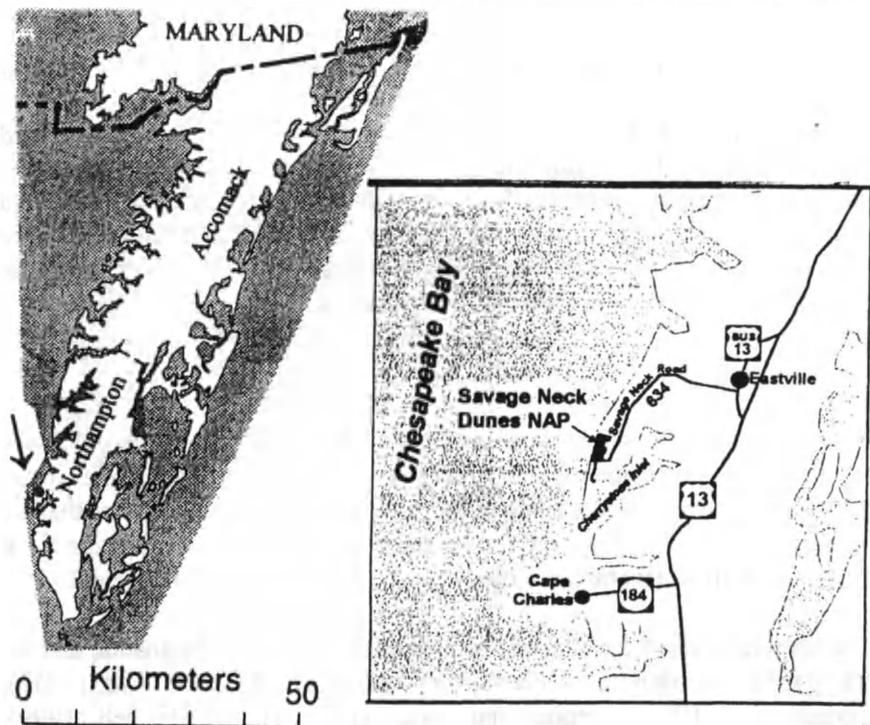 MARYLAND
Accomack
Northampton
Kilometers
0 50
Chesapeake Bay
Savage Neck
Dunes NAP
Savage Neck Road
634
Cherrystone Inlet
BUS
13
Eastville
13
Cape
Charles
184